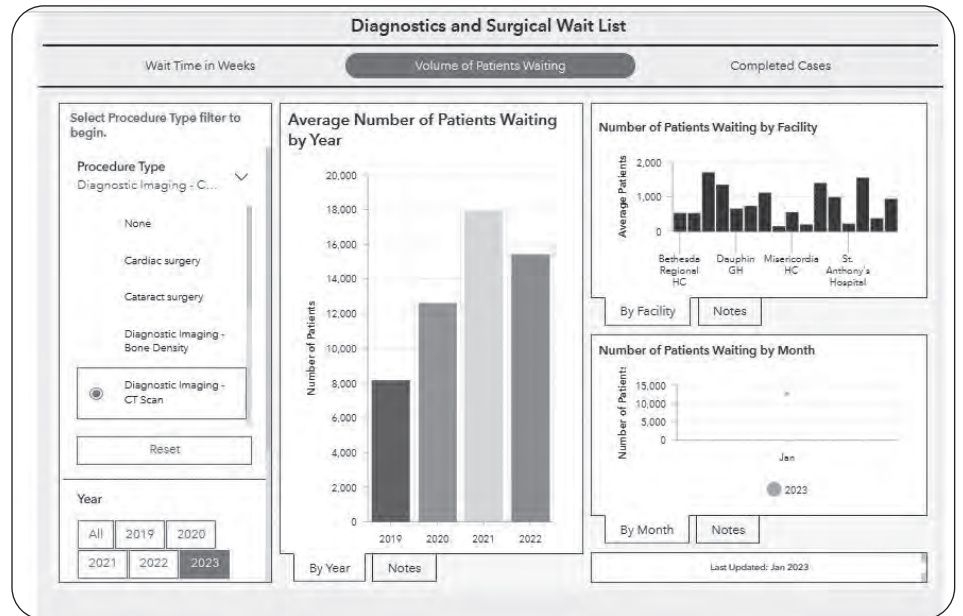 Diagnostics and Surgical Wait List
Wait Time in Weeks
Volume of Patients Waiting
Completed Cases
Select Procedure Type filter to
begin.
Procedure Type
Diagnostic Imaging - C...
None
Cardiac surgery
Cataract surgery
Diagnostic Imaging -
Bone Density
Diagnostic Imaging -
CT Scan
Reset
Year
All 2019 2020
2021 2022 2023
Average Number of Patients Waiting
by Year
Number of Patients
20,000
18,000
16,000
14,000
12,000
10,000
8,000
6,000
4,000
2,000
0
2019 2020 2021 2022
By Year Notes
Number of Patients Waiting by Facility
Average Patients
2,000
1,000
0
Bethesda
Regional
HC
Dauphin
GH
Misericordia
HC
St.
Anthony's
Hospital
By Facility Notes
Number of Patients Waiting by Month
Number of Patients
15,000
10,000
5,000
0
Jan
2023
By Month Notes
Last Updated: Jan 2023